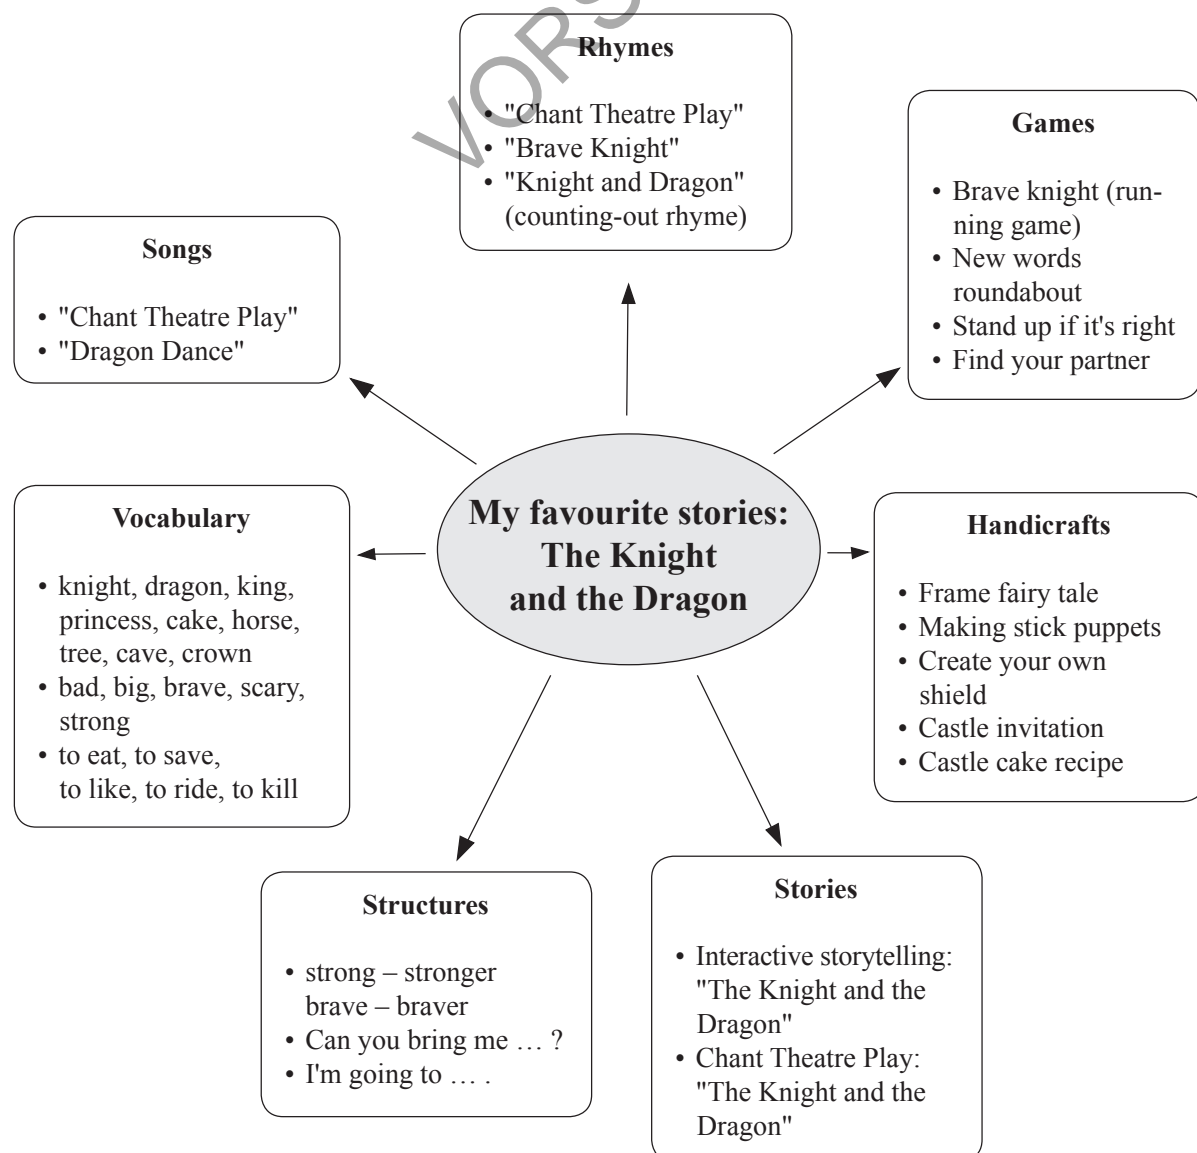 VORS
Rhymes
• "Chant Theatre Play"
• "Brave Knight"
• "Knight and Dragon"
(counting-out rhyme)
Games
• Brave knight (run-
ning game)
• New words
roundabout
• Stand up if it's right
• Find your partner
Songs
• "Chant Theatre Play"
• "Dragon Dance"
My favourite stories:
The Knight
and the Dragon
Vocabulary
• knight, dragon, king,
princess, cake, horse,
tree, cave, crown
• bad, big, brave, scary,
strong
• to eat, to save,
to like, to ride, to kill
Handicrafts
• Frame fairy tale
• Making stick puppets
• Create your own
shield
• Castle invitation
• Castle cake recipe
Structures
• strong – stronger
brave – braver
• Can you bring me … ?
• I'm going to … .
Stories
• Interactive storytelling:
"The Knight and the
Dragon"
• Chant Theatre Play:
"The Knight and the
Dragon"